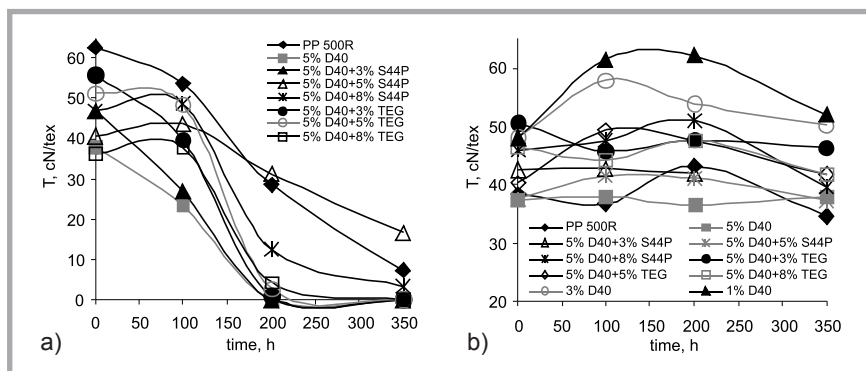 60
50
40
30
20
10
0
T, cN/tex
0 50 100 150 200 250 300 350
time, h
a)
PP 500R
5% D40
5% D40+3% S44P
5% D40+5% S44P
5% D40+8% S44P
5% D40+3% TEG
5% D40+5% TEG
5% D40+8% TEG
60
50
40
30
20
T, cN/tex
0 50 100 150 200 250 300 350
time, h
b)
PP 500R 5% D40
5% D40+3% S44P 5% D40+5% S44P
5% D40+8% S44P 5% D40+3% TEG
5% D40+5% TEG 5% D40+8% TEG
3% D40 1% D40